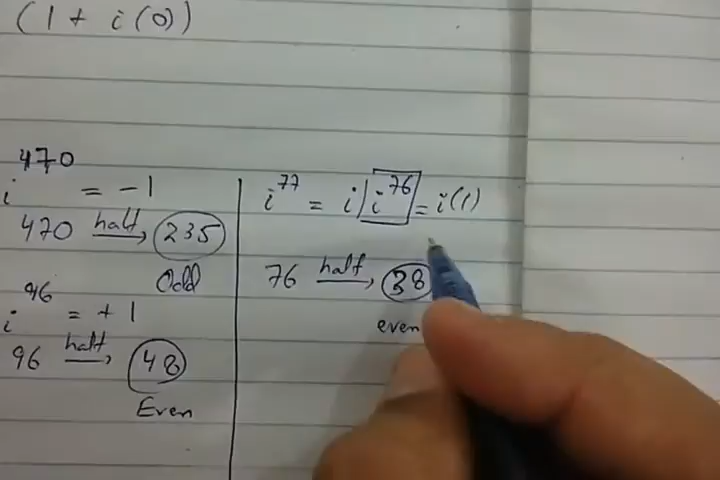 (1 + i(0))
i^470 = -1
470 half, 235
Odd
i^96 = +1
96 half, 48
Even
i^77 = i | i^76 | = i(1)
76 half, 38
even